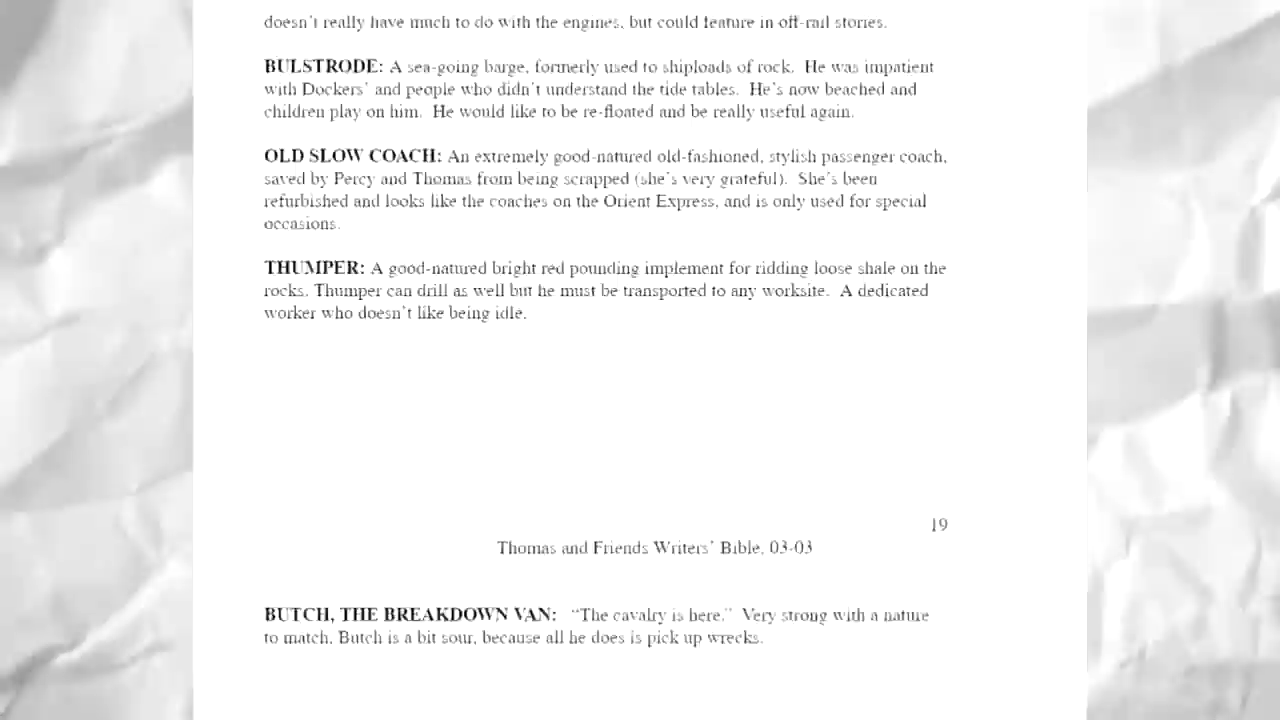 doesn't really have much to do with the engines, but could feature in off-rail stories.
BULSTRODE: A sea-going barge, formerly used to shiploads of rock. He was impatient
with Dockers' and people who didn't understand the tide tables. He's now beached and
children play on him. He would like to be re-floated and be really useful again.
OLD SLOW COACH: An extremely good-natured old-fashioned, stylish passenger coach,
saved by Percy and Thomas from being scrapped (she's very grateful). She's been
refurbished and looks like the coaches on the Orient Express, and is only used for special
occasions.
THUMPER: A good-natured bright red pounding implement for ridding loose shale on the
rocks. Thumper can drill as well but he must be transported to any worksite. A dedicated
worker who doesn't like being idle.
19
Thomas and Friends Writers' Bible, 03-03
BUTCH, THE BREAKDOWN VAN: "The cavalry is here." Very strong with a nature
to match. Butch is a bit sour, because all he does is pick up wrecks.